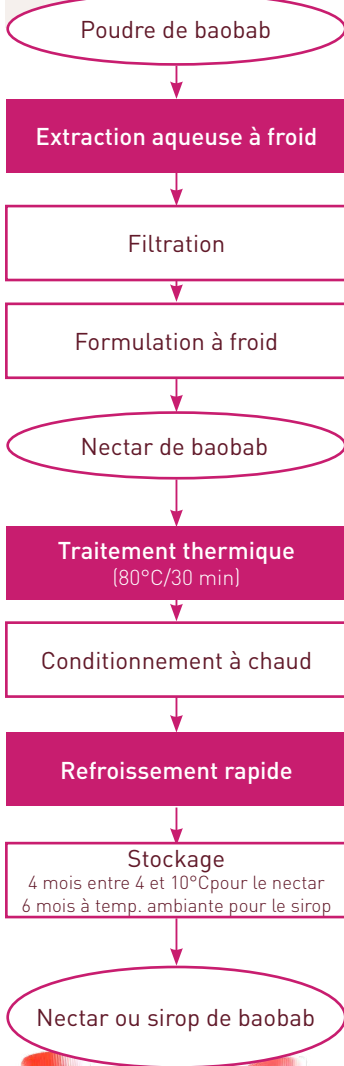 Poudre de baobab
Extraction aqueuse à froid
Filtration
Formulation à froid
Nectar de baobab
Traitement thermique
(80°C/30 min)
Conditionnement à chaud
Refroissement rapide
Stockage
4 mois entre 4 et 10°Cpour le nectar
6 mois à temp. ambiante pour le sirop
Nectar ou sirop de baobab